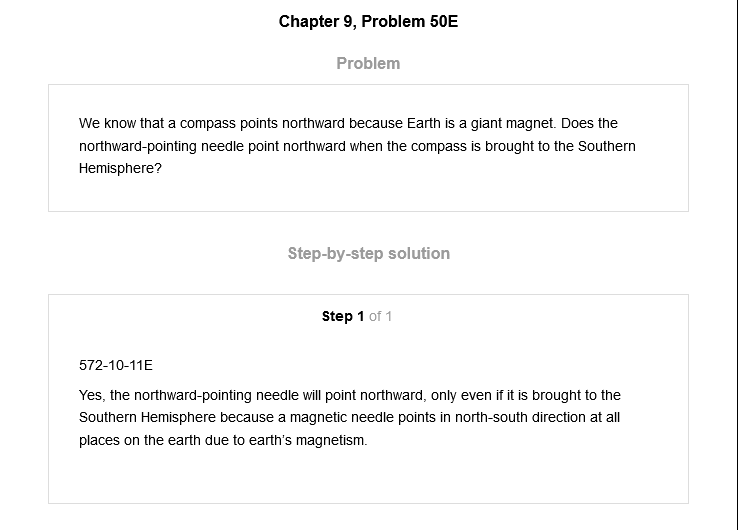 Chapter 9, Problem 50E
Problem
We know that a compass points northward because Earth is a giant magnet. Does the
northward-pointing needle point northward when the compass is brought to the Southern
Hemisphere?
Step-by-step solution
Step 1 of 1
572-10-11E
Yes, the northward-pointing needle will point northward, only even if it is brought to the
Southern Hemisphere because a magnetic needle points in north-south direction at all
places on the earth due to earth's magnetism.